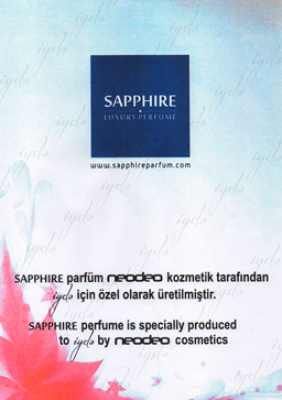 SAPPHIRE
LUXURY PERFUME
www.sapphireparfum.com
SAPPHIRE parfüm neodeo kozmetik tarafından
iyelo için özel olarak üretilmiştir.
SAPPHIRE perfume is specially produced
to iyelo by neodeo cosmetics